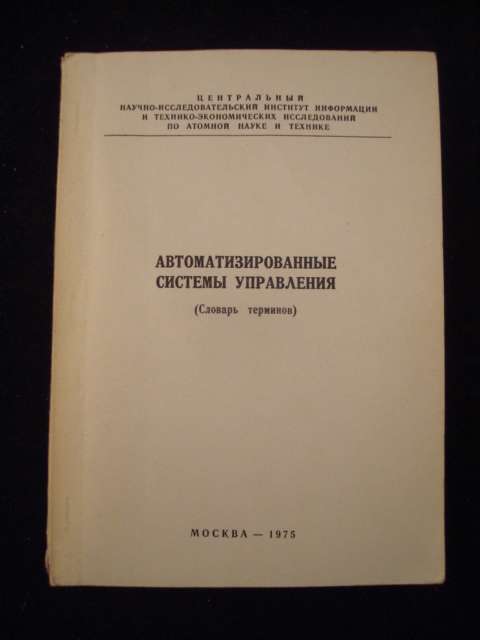 ЦЕНТРАЛЬНЫЙ
НАУЧНО-ИССЛЕДОВАТЕЛЬСКИЙ ИНСТИТУТ ИНФОРМАЦИИ
И ТЕХНИКО-ЭКОНОМИЧЕСКИХ ИССЛЕДОВАНИЙ
ПО АТОМНОЙ НАУКЕ И ТЕХНИКЕ
АВТОМАТИЗИРОВАННЫЕ
СИСТЕМЫ УПРАВЛЕНИЯ
(Словарь терминов)
МОСКВА — 1975